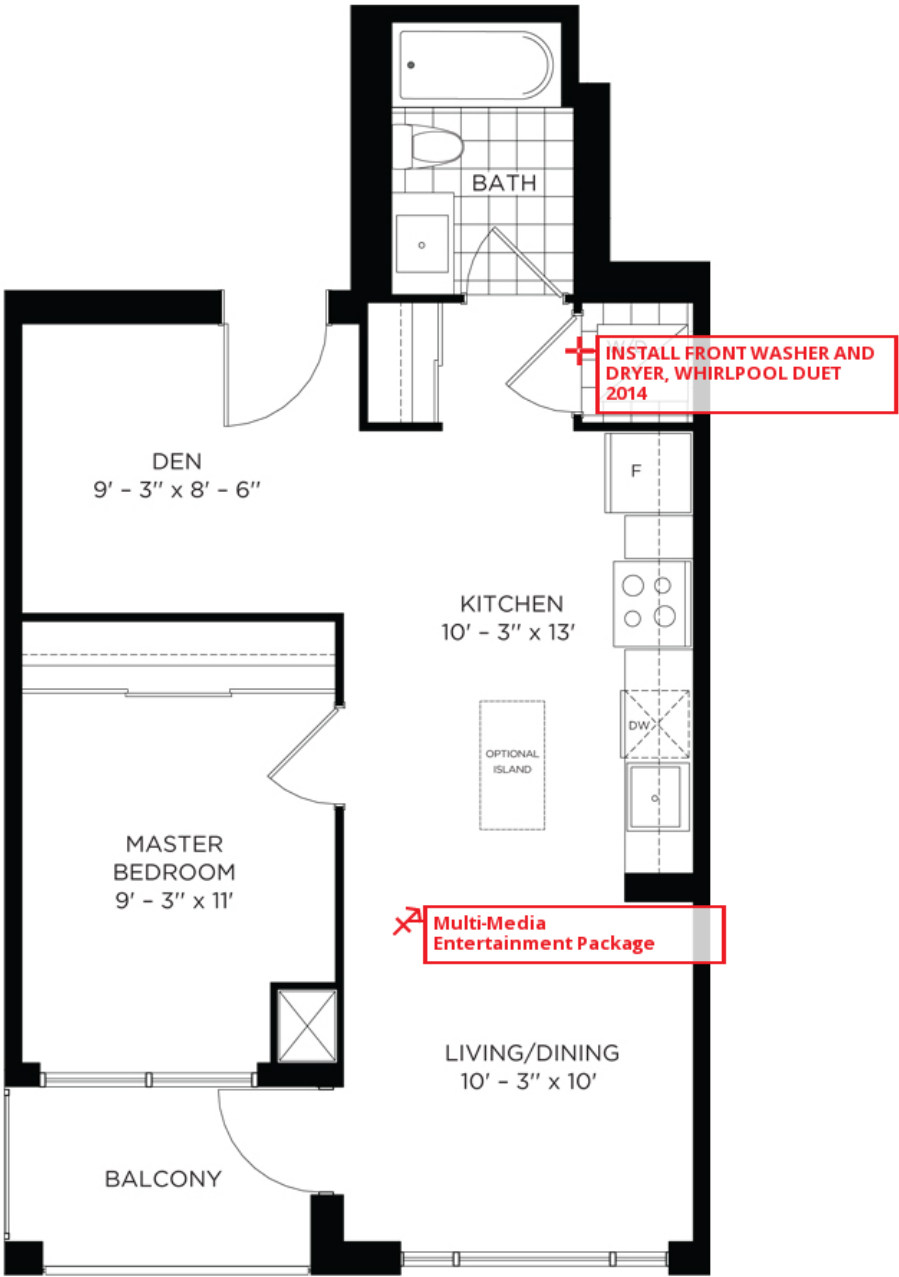 BATH
INSTALL FRONT WASHER AND
DRYER, WHIRLPOOL DUET
2014
DEN
9' – 3" x 8' – 6"
F
KITCHEN
10' – 3" x 13'
DW
OPTIONAL
ISLAND
MASTER
BEDROOM
9' – 3" x 11'
Multi-Media
Entertainment Package
LIVING/DINING
10' – 3" x 10'
BALCONY